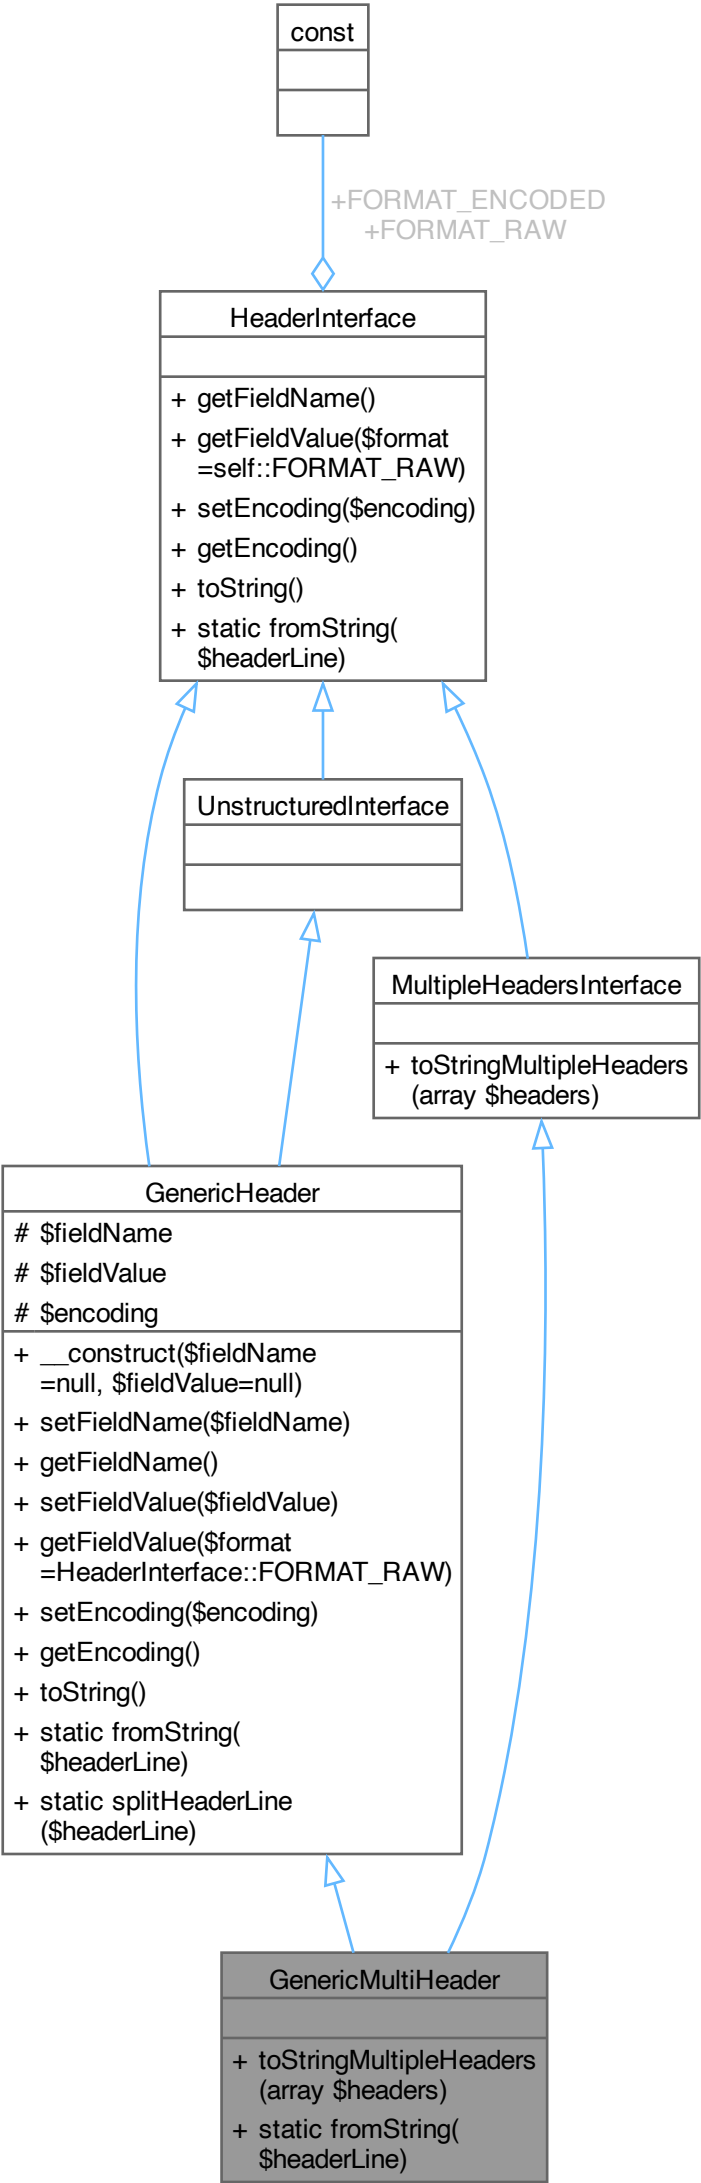 const
+FORMAT_ENCODED
+FORMAT_RAW
HeaderInterface
+ getFieldName()
+ getFieldValue($format
=self::FORMAT_RAW)
+ setEncoding($encoding)
+ getEncoding()
+ toString()
+ static fromString(
$headerLine)
UnstructuredInterface
MultipleHeadersInterface
+ toStringMultipleHeaders
(array $headers)
GenericHeader
# $fieldName
# $fieldValue
# $encoding
+ __construct($fieldName
=null, $fieldValue=null)
+ setFieldName($fieldName)
+ getFieldName()
+ setFieldValue($fieldValue)
+ getFieldValue($format
=HeaderInterface::FORMAT_RAW)
+ setEncoding($encoding)
+ getEncoding()
+ toString()
+ static fromString(
$headerLine)
+ static splitHeaderLine
($headerLine)
GenericMultiHeader
+ toStringMultipleHeaders
(array $headers)
+ static fromString(
$headerLine)